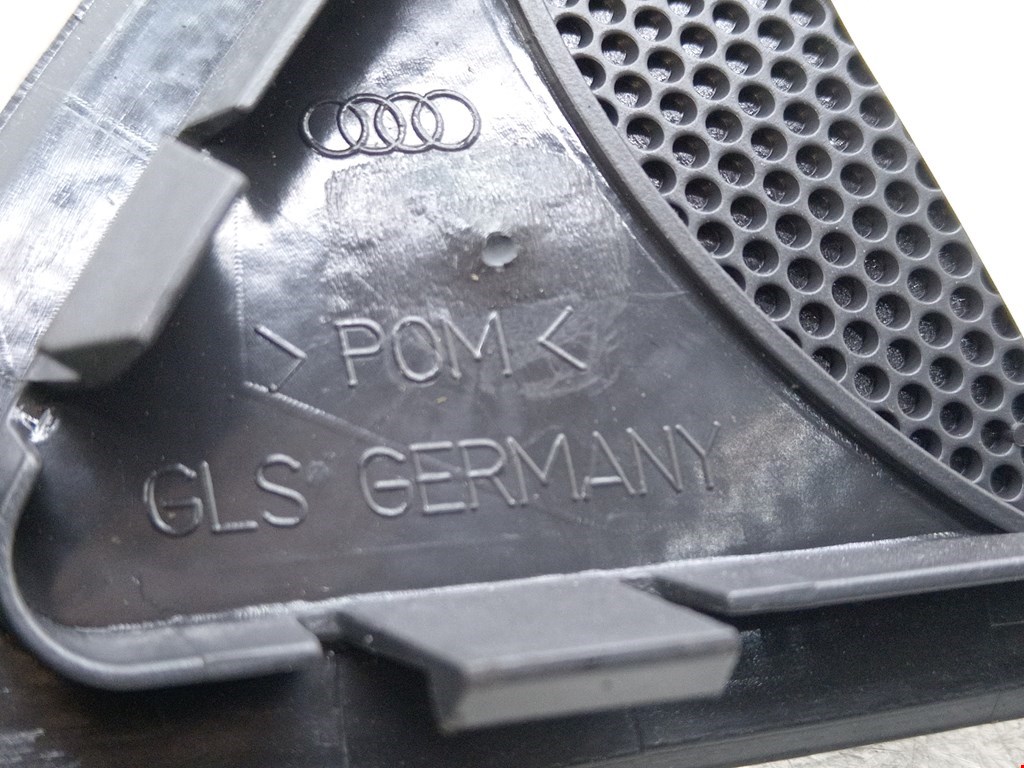 > POM <
GLS GERMANY